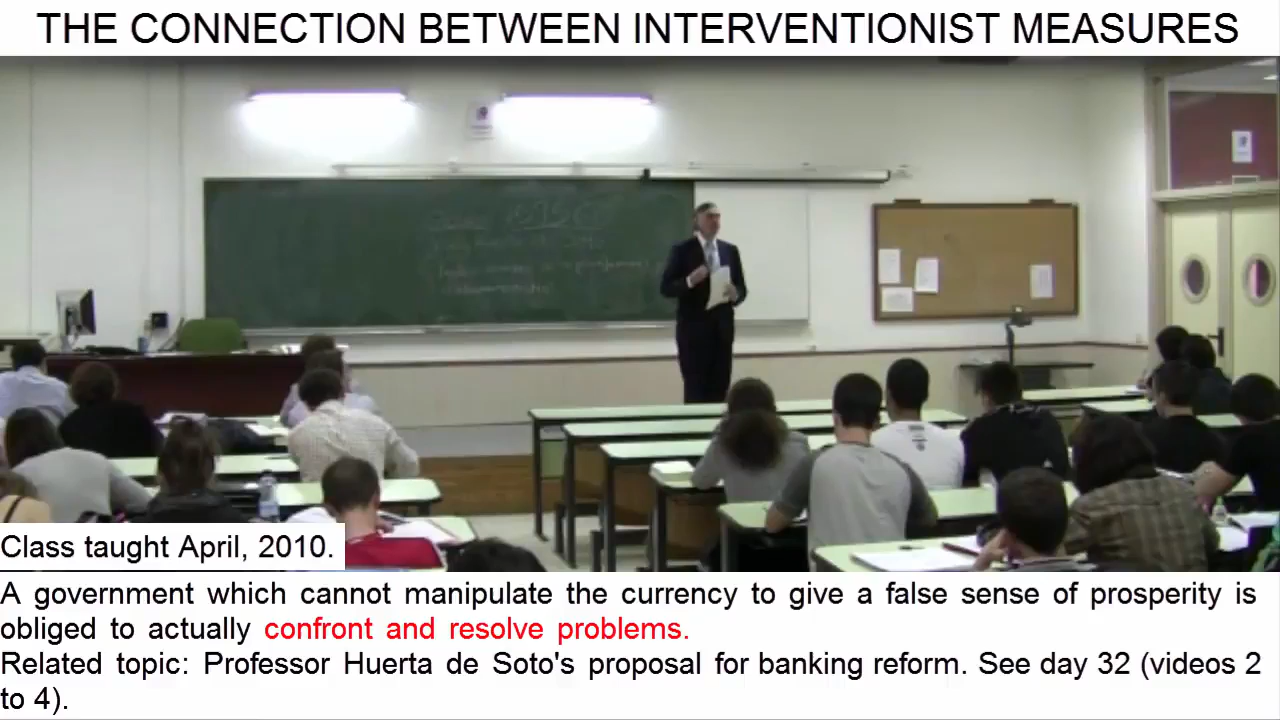 THE CONNECTION BETWEEN INTERVENTIONIST MEASURES
Class taught April, 2010.
A government which cannot manipulate the currency to give a false sense of prosperity is
obliged to actually confront and resolve problems.
Related topic: Professor Huerta de Soto's proposal for banking reform. See day 32 (videos 2
to 4).